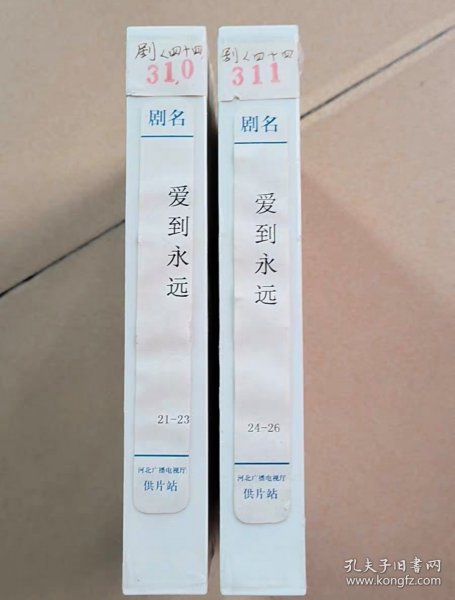 剧<四十四
310
剧名
爱到永远
21-23
河北广播电视厅
供片站
剧<四十四
311
剧名
爱到永远
24-26
河北广播电视厅
供片站
孔夫子旧书网
www.kongfz.com